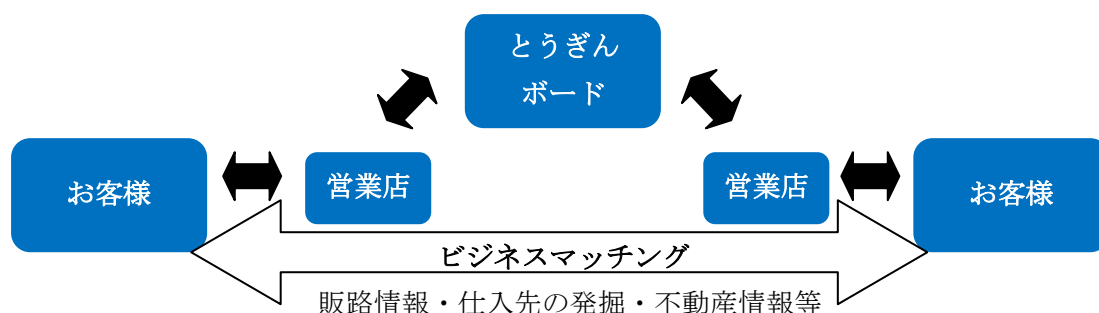 とうぎん
ボード
お客様
営業店
営業店
お客様
ビジネスマッチング
販路情報・仕入先の発掘・不動産情報等